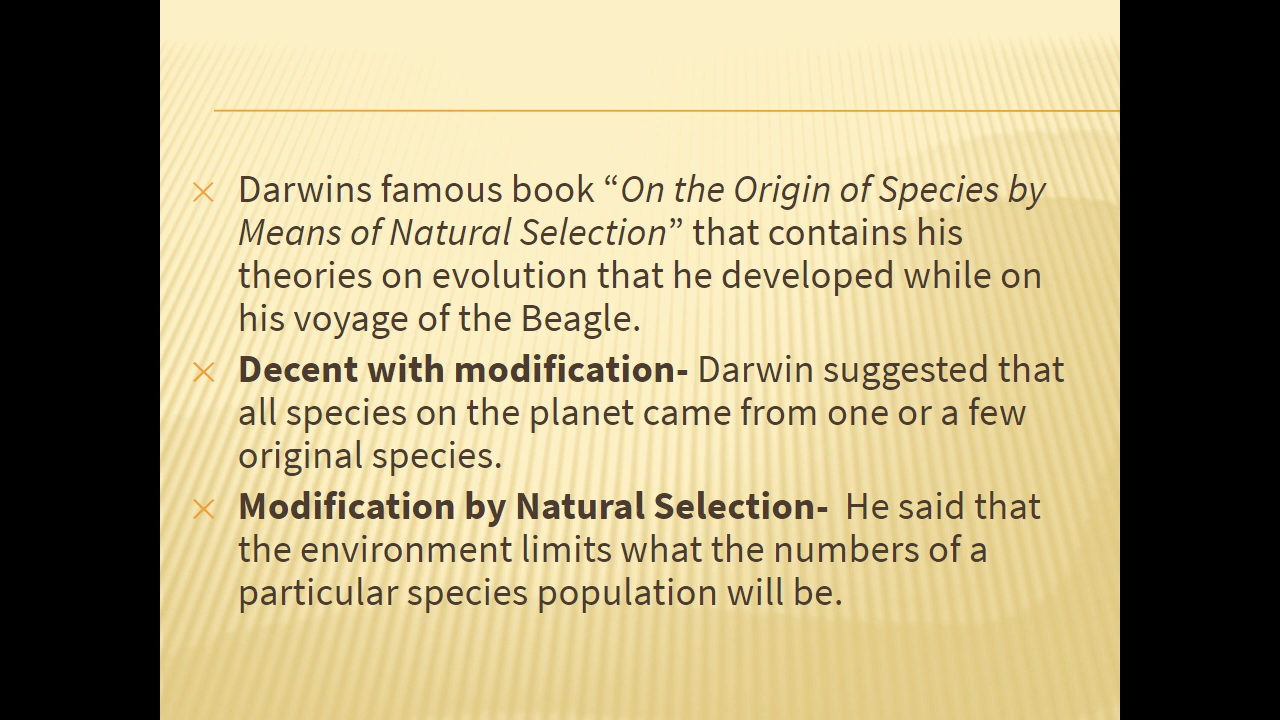 Darwins famous book “On the Origin of Species by
Means of Natural Selection” that contains his
theories on evolution that he developed while on
his voyage of the Beagle.
Decent with modification- Darwin suggested that
all species on the planet came from one or a few
original species.
Modification by Natural Selection-  He said that
the environment limits what the numbers of a
particular species population will be.